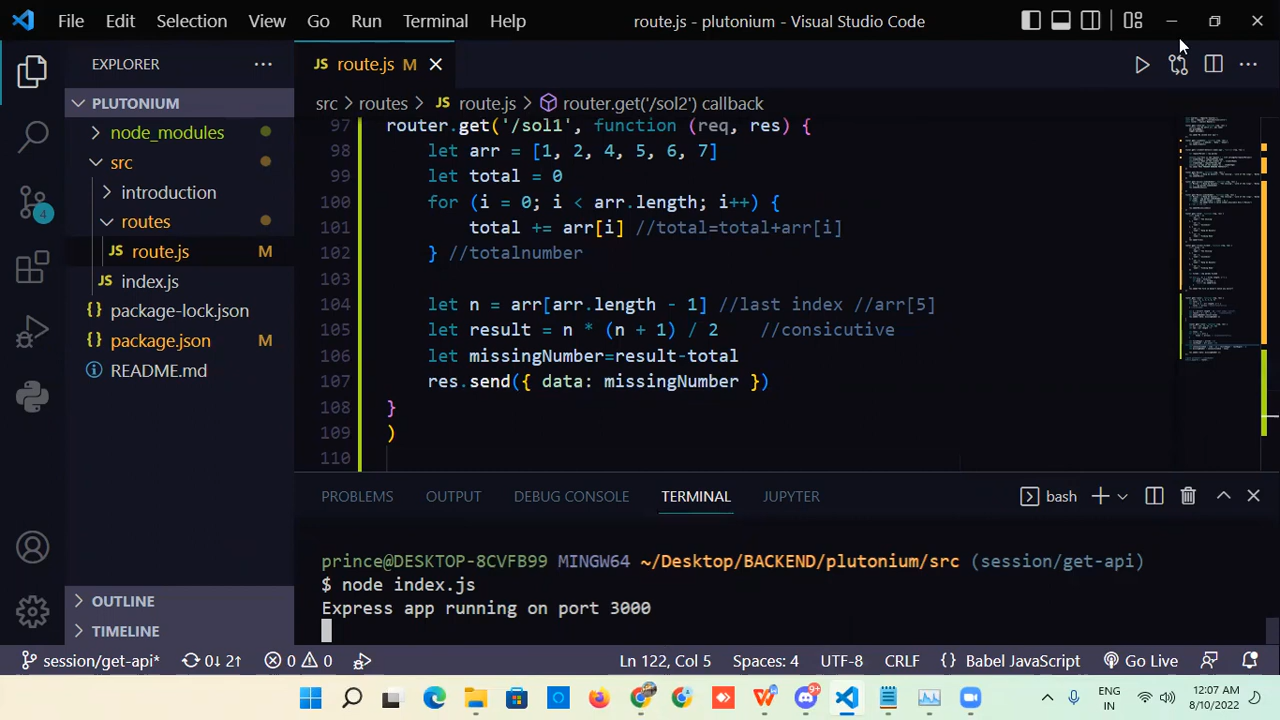 File Edit Selection View Go Run Terminal Help route.js - plutonium - Visual Studio Code
EXPLORER
JS route.js M
PLUTONIUM
src > routes > JS route.js > router.get('/sol2') callback
node_modules
src
introduction
routes
JS route.js M
JS index.js
package-lock.json
package.json M
README.md
97 router.get('/sol1', function (req, res) {
98 let arr = [1, 2, 4, 5, 6, 7]
99 let total = 0
100 for (i = 0; i < arr.length; i++) {
101 total += arr[i] //total=total+arr[i]
102 } //totalnumber
103
104 let n = arr[arr.length - 1] //last index //arr[5]
105 let result = n * (n + 1) / 2 //consicutive
106 let missingNumber=result-total
107 res.send({ data: missingNumber })
108 }
109 )
110
4
PROBLEMS OUTPUT DEBUG CONSOLE TERMINAL JUPYTER bash
prince@DESKTOP-8CVFB99 MINGW64 ~/Desktop/BACKEND/plutonium/src (session/get-api)
$ node index.js
Express app running on port 3000
OUTLINE
TIMELINE
session/get-api* 0↓ 2↑ 0 0 Ln 122, Col 5 Spaces: 4 UTF-8 CRLF {} Babel JavaScript Go Live
9+
ENG
IN
12:07 AM
8/10/2022